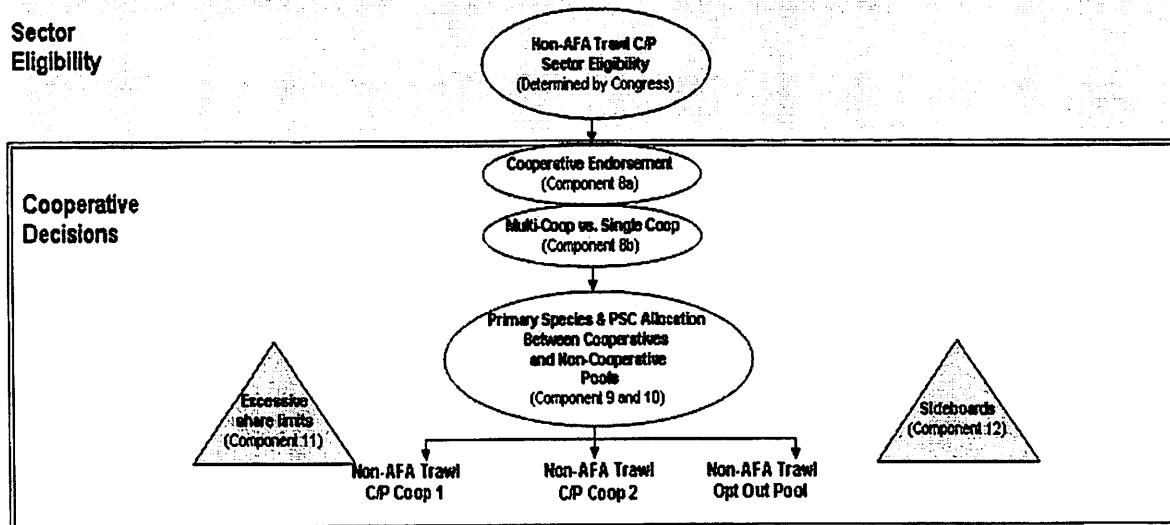 Sector
Eligibility
Non-AFA Trawl C/P
Sector Eligibility
(Determined by Congress)
Cooperative
Decisions
Cooperative Endorsement
(Component 8a)
Multi-Coop vs. Single Coop
(Component 8b)
Primary Species & PSC Allocation
Between Cooperatives
and Non-Cooperative
Pools
(Component 9 and 10)
Excessive
share limits
(Component 11)
Sideboards
(Component 12)
Non-AFA Trawl
C/P Coop 1
Non-AFA Trawl
C/P Coop 2
Non-AFA Trawl
Opt Out Pool